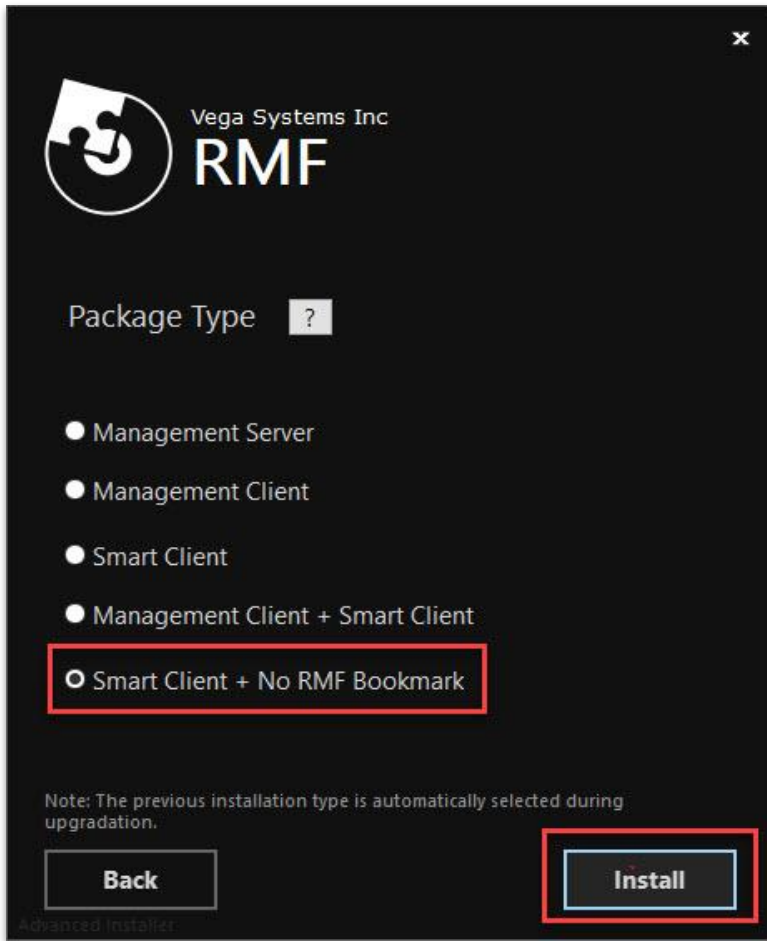 x
Vega Systems Inc
RMF
Package Type
?
Management Server
Management Client
Smart Client
Management Client + Smart Client
Smart Client + No RMF Bookmark
Note: The previous installation type is automatically selected during
upgradation.
Back
Install
Advanced Installer